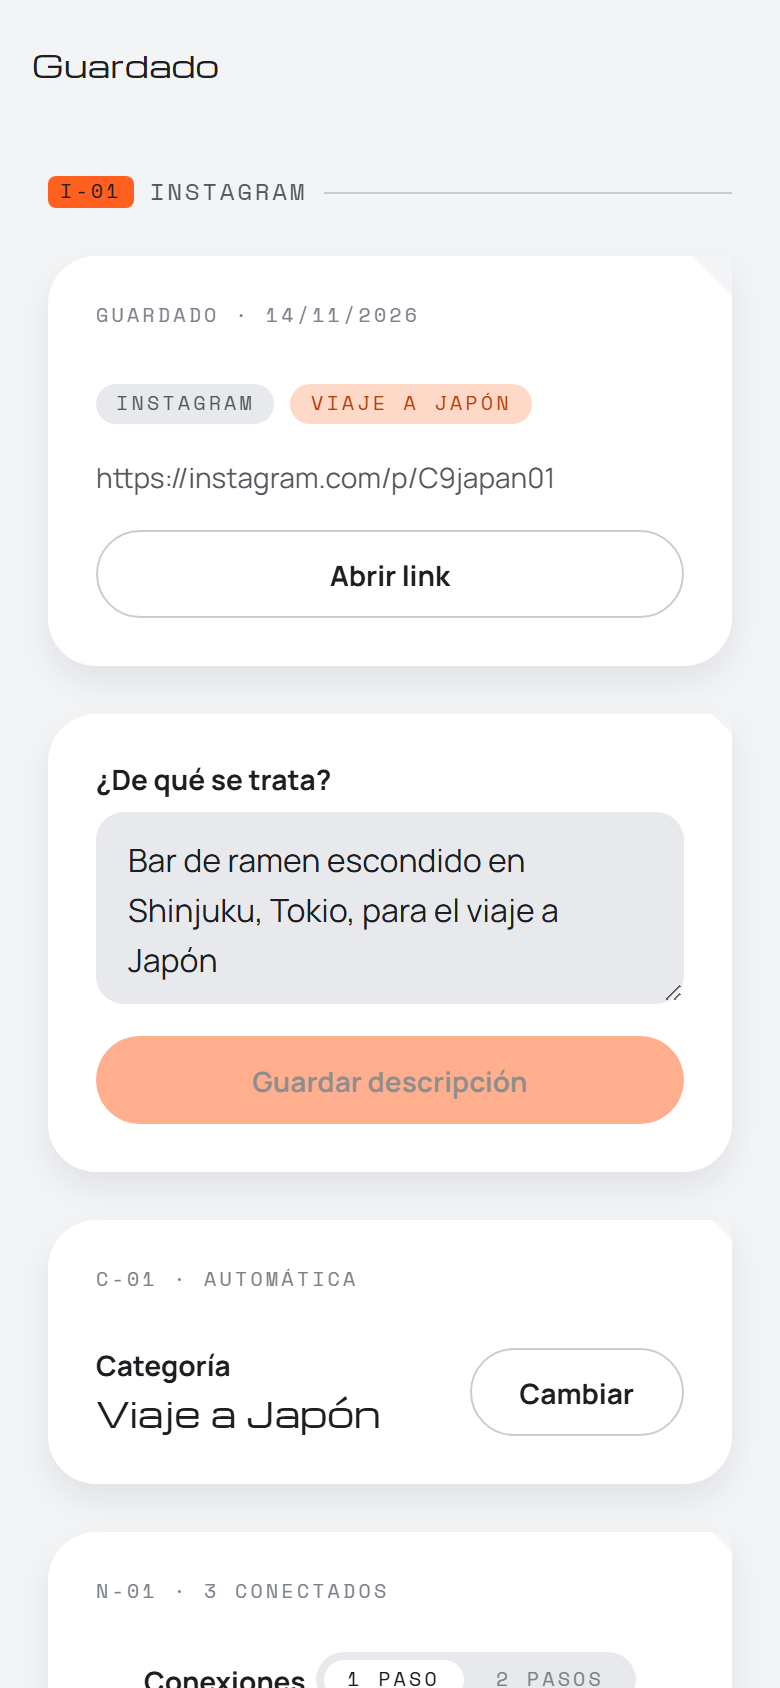 Guardado
I-01 INSTAGRAM
GUARDADO · 14/11/2026
INSTAGRAM VIAJE A JAPÓN
https://instagram.com/p/C9japan01
Abrir link
¿De qué se trata?
Bar de ramen escondido en
Shinjuku, Tokio, para el viaje a
Japón
Guardar descripción
C-01 · AUTOMÁTICA
Categoría
Viaje a Japón
Cambiar
N-01 · 3 CONECTADOS
Conexiones 1 PASO 2 PASOS